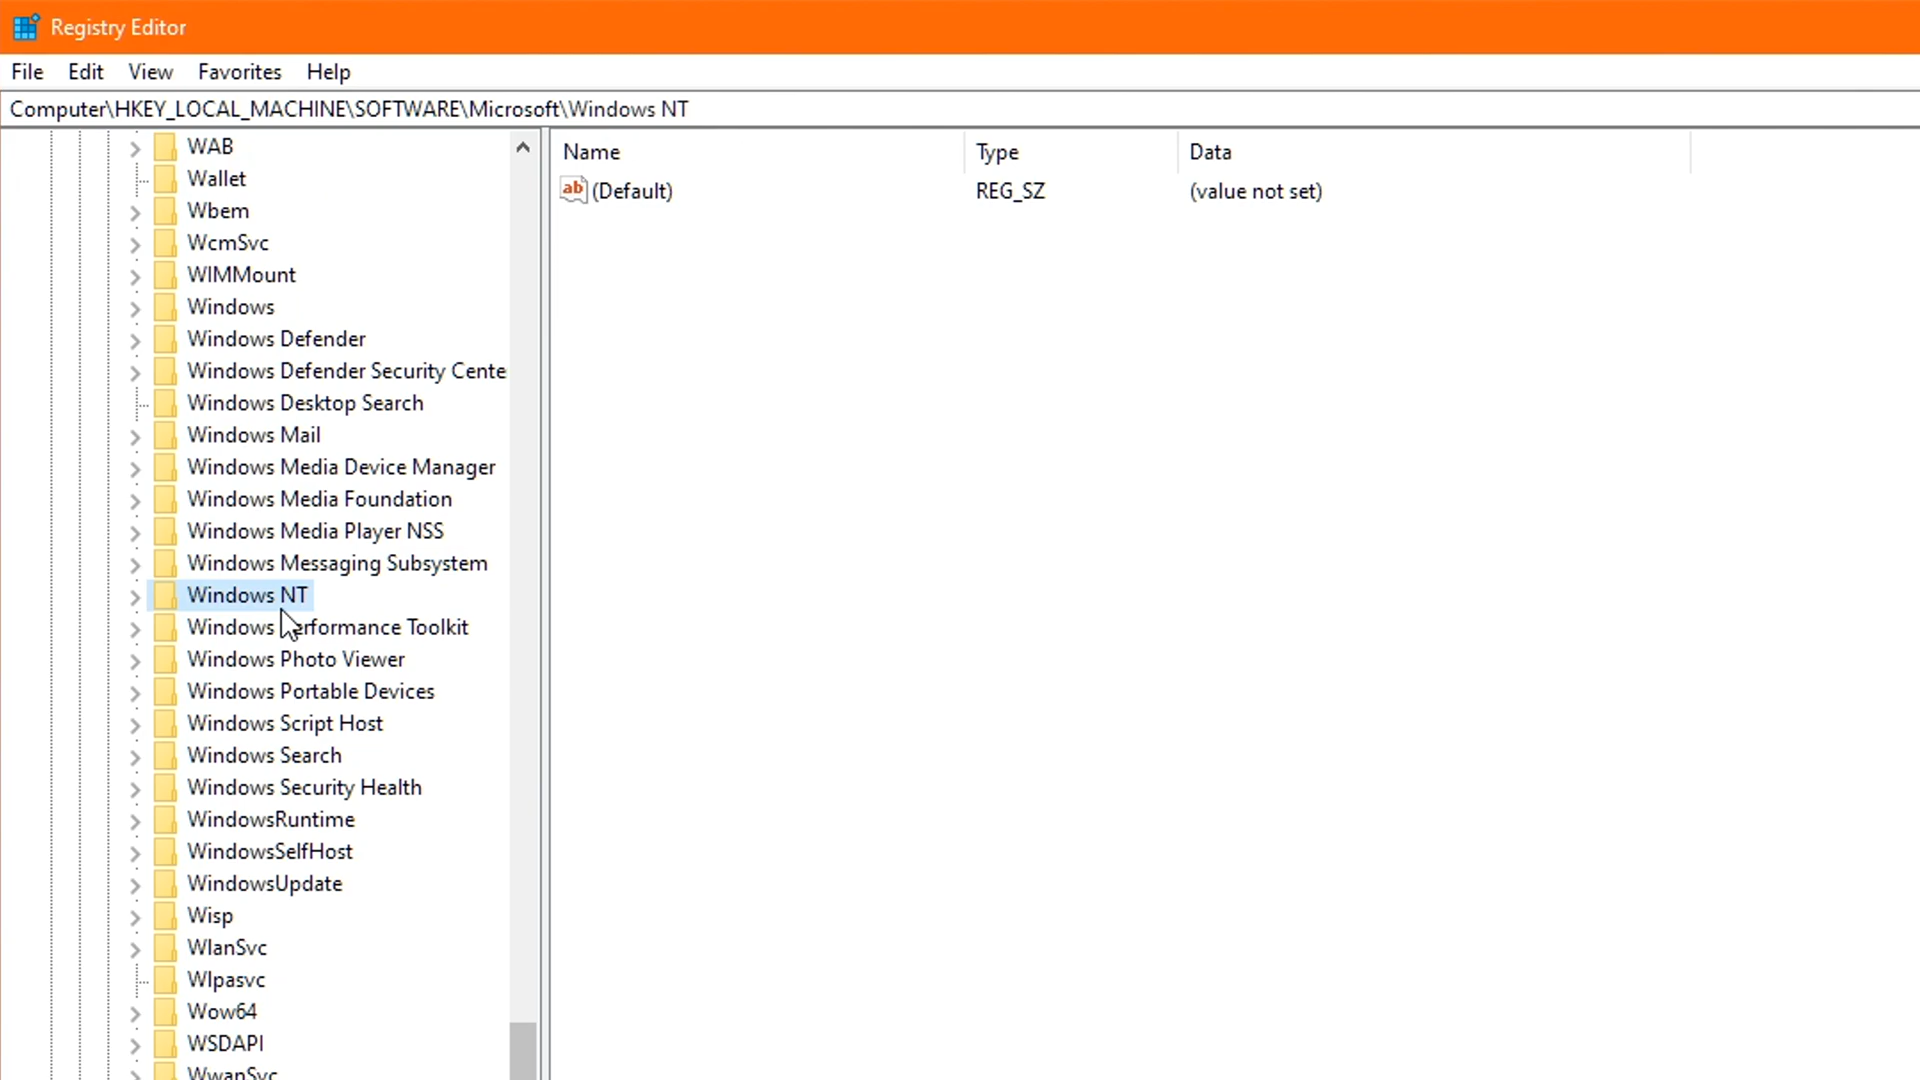 Registry Editor
File Edit View Favorites Help
Computer\HKEY_LOCAL_MACHINE\SOFTWARE\Microsoft\Windows NT
Name Type Data
ab (Default) REG_SZ (value not set)
WAB
Wallet
Wbem
WcmSvc
WIMMount
Windows
Windows Defender
Windows Defender Security Cente
Windows Desktop Search
Windows Mail
Windows Media Device Manager
Windows Media Foundation
Windows Media Player NSS
Windows Messaging Subsystem
Windows NT
Windows Performance Toolkit
Windows Photo Viewer
Windows Portable Devices
Windows Script Host
Windows Search
Windows Security Health
WindowsRuntime
WindowsSelfHost
WindowsUpdate
Wisp
WlanSvc
Wlpasvc
Wow64
WSDAPI
WwanSvc